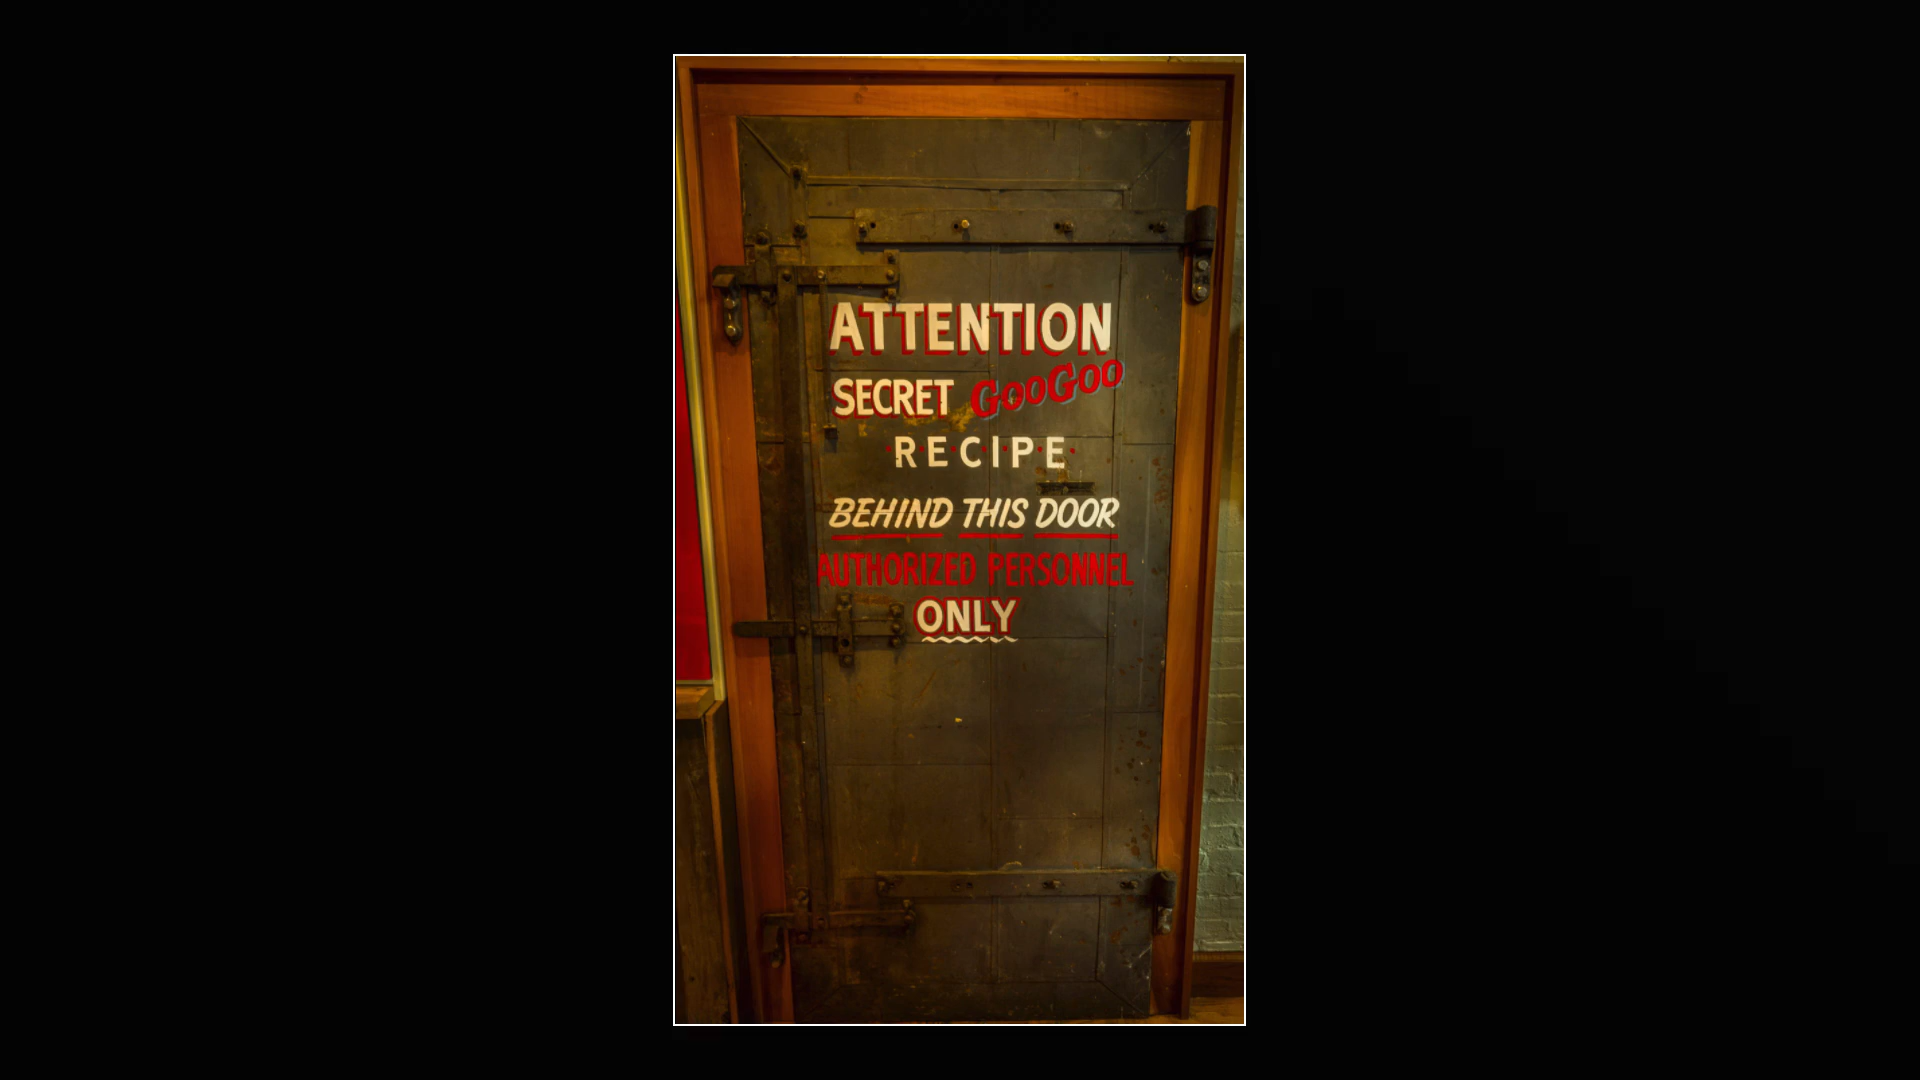 ATTENTION
SECRET GooGoo
RECIPE
BEHIND THIS DOOR
AUTHORIZED PERSONNEL
ONLY